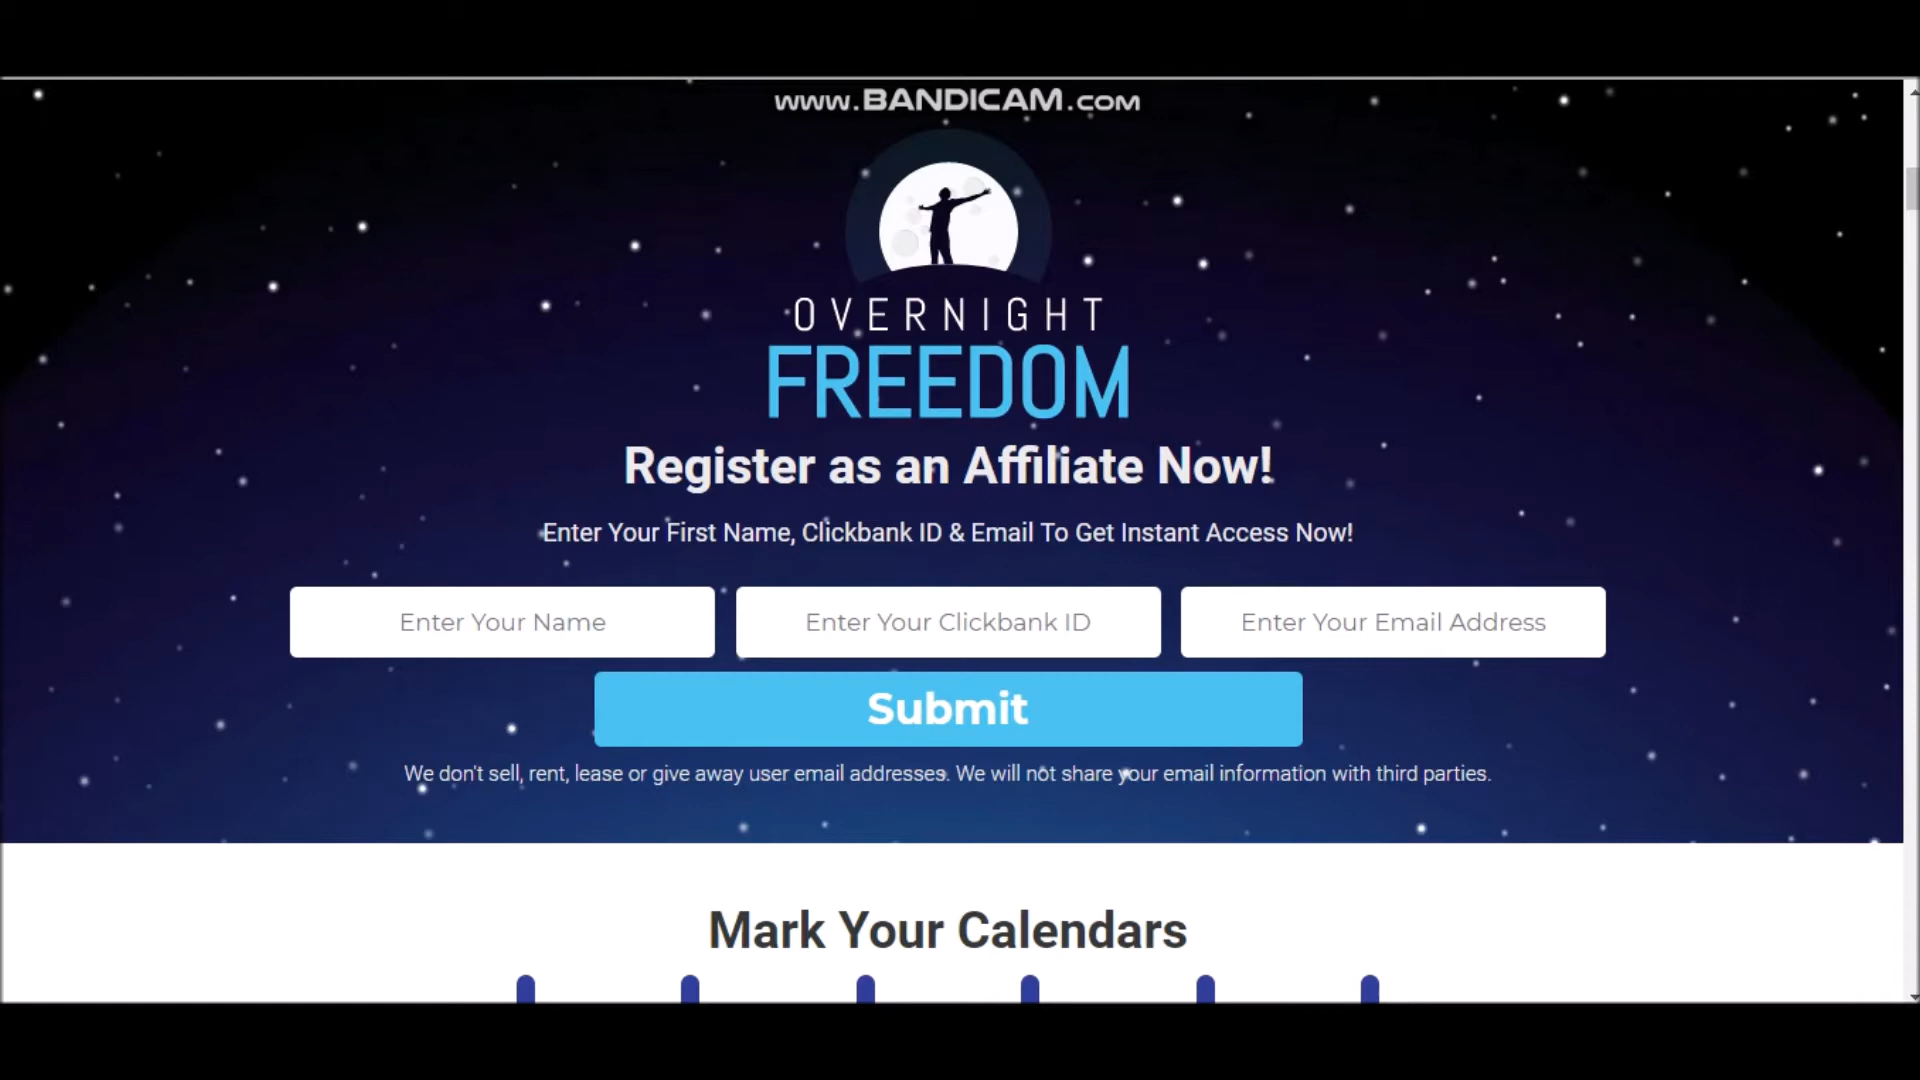 www.BANDICAM.COM
OVERNIGHT
FREEDOM
Register as an Affiliate Now!
Enter Your First Name, Clickbank ID & Email To Get Instant Access Now!
Enter Your Name
Enter Your Clickbank ID
Enter Your Email Address
Submit
We don't sell, rent, lease or give away user email addresses. We will not share your email information with third parties.
Mark Your Calendars